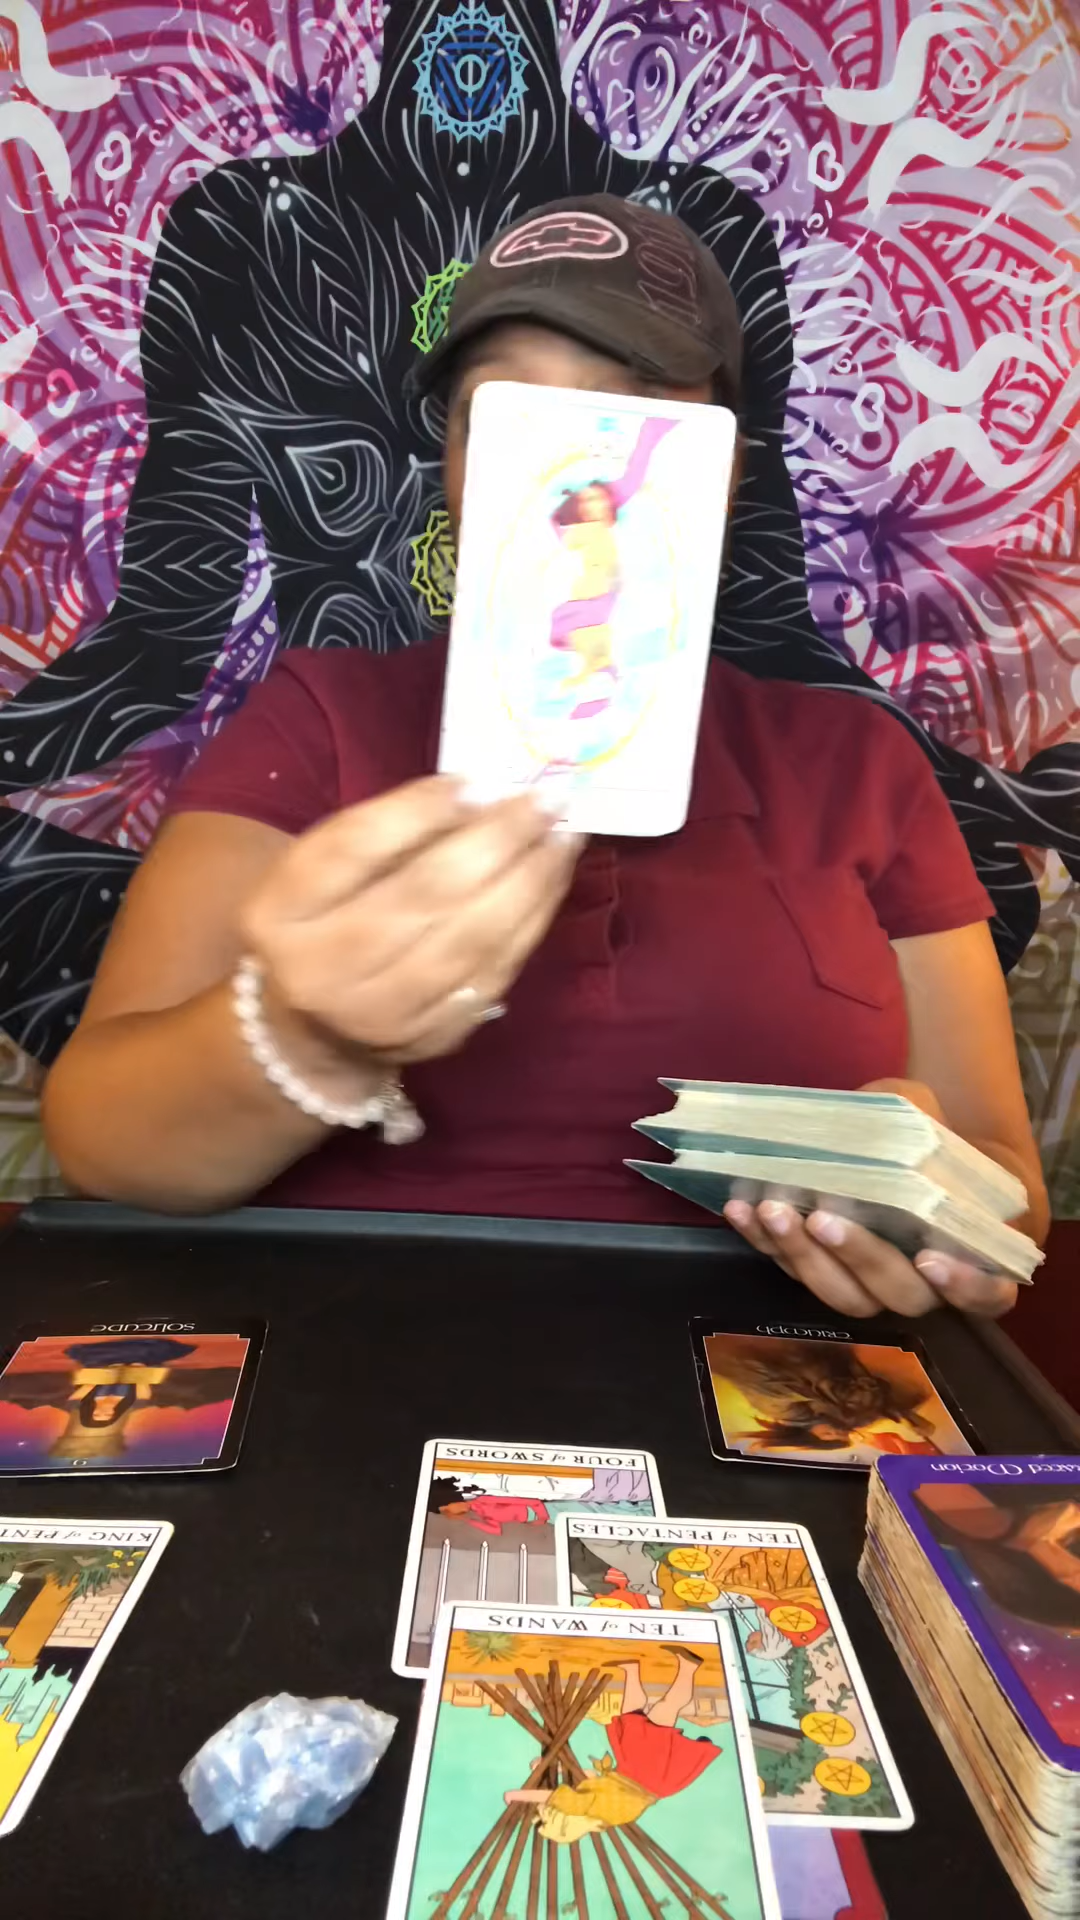 SOLITUDE
TRIUMPH
FOUR of SWORDS
KING of PENT
TEN of PENTACLES
TEN of WANDS